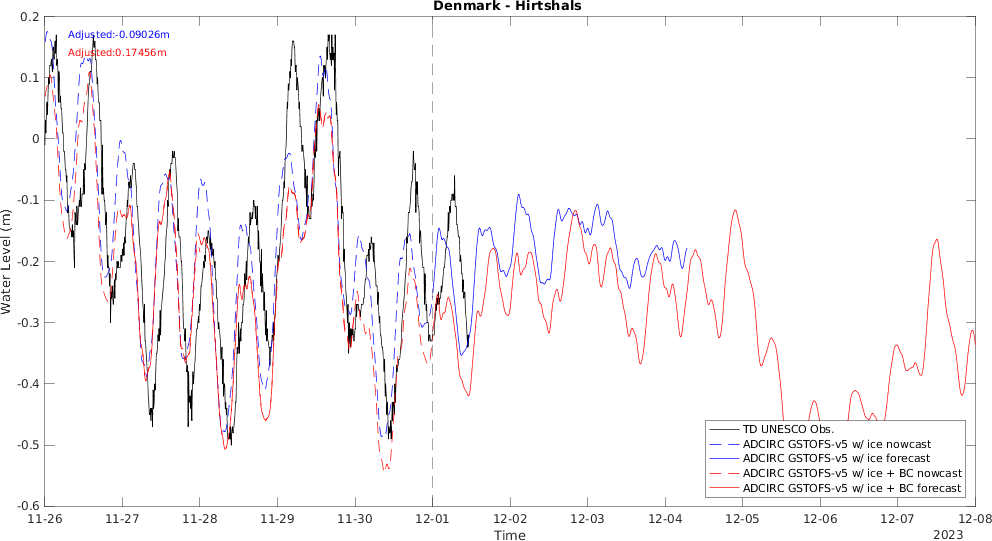 Denmark - Hirtshals
Adjusted:-0.09026m
Adjusted:0.17456m
Water Level (m)
0.2
0.1
0
-0.1
-0.2
-0.3
-0.4
-0.5
-0.6
TD UNESCO Obs.
ADCIRC GSTOFS-v5 w/ ice nowcast
ADCIRC GSTOFS-v5 w/ ice forecast
ADCIRC GSTOFS-v5 w/ ice + BC nowcast
ADCIRC GSTOFS-v5 w/ ice + BC forecast
11-26 11-27 11-28 11-29 11-30 12-01 12-02 12-03 12-04 12-05 12-06 12-07 12-08
Time
2023